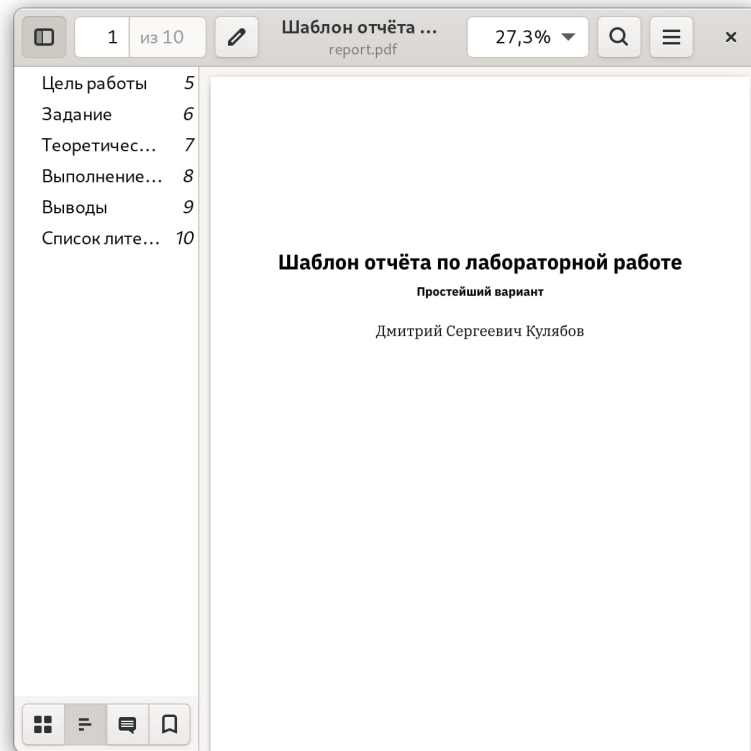 1 из 10
Шаблон отчёта ...
report.pdf
27,3%
Цель работы 5
Задание 6
Теоретичес... 7
Выполнение... 8
Выводы 9
Список лите... 10
Шаблон отчёта по лабораторной работе
Простейший вариант
Дмитрий Сергеевич Кулябов